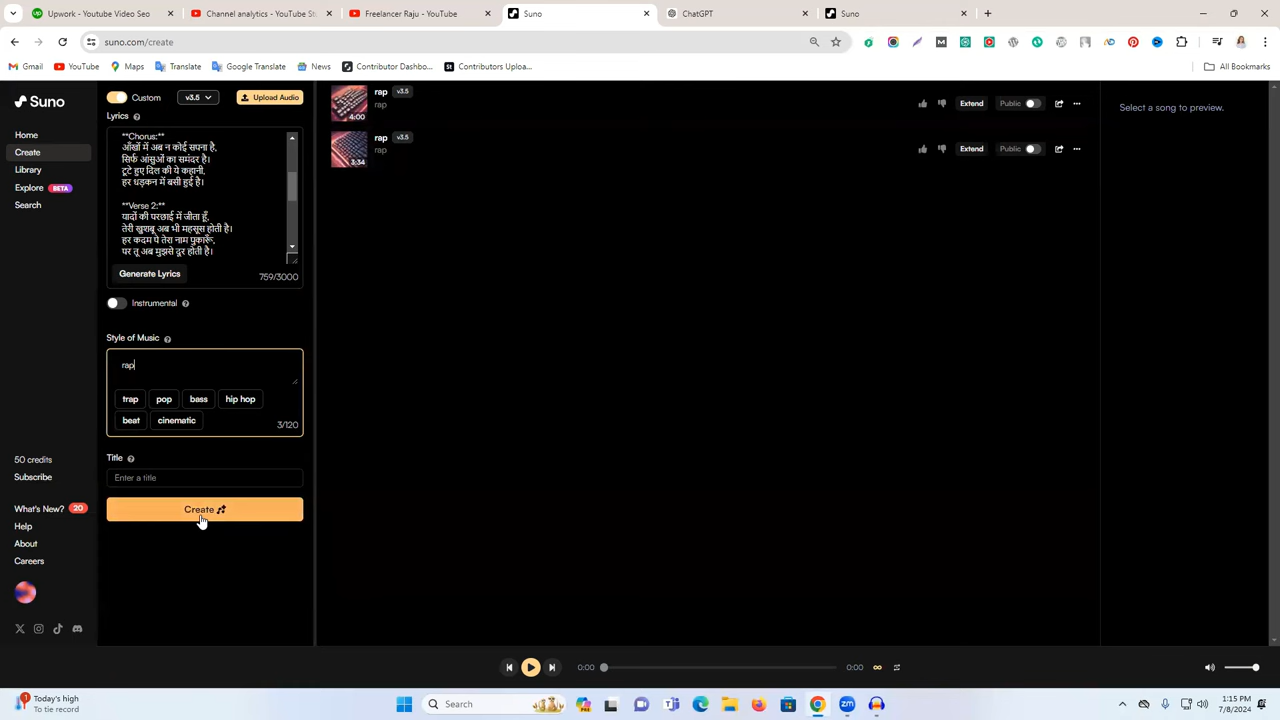 Upwork - Youtube Video Seo
Channel analytics - YouTube St
Freelancer Raju - YouTube
Suno
ChatGPT
Suno
suno.com/create
Gmail
YouTube
Maps
Translate
Google Translate
News
Contributor Dashbo...
Contributors Uploa...
All Bookmarks
Suno
Home
Create
Library
Explore BETA
Search
50 credits
Subscribe
What's New? 20
Help
About
Careers
Custom
v3.5
Upload Audio
Lyrics
**Chorus:**
आँखों में अब न कोई सपना है,
सिर्फ आंसुओं का समंदर है।
टूटे हुए दिल की ये कहानी,
हर धड़कन में बसी हुई है।
**Verse 2:**
यादों की परछाई में जीता हूँ,
तेरी खुशबू अब भी महसूस होती है।
हर कदम पे तेरा नाम पुकारूँ,
पर तू अब मुझसे दूर होती है।
Generate Lyrics
759/3000
Instrumental
Style of Music
rap
trap
pop
bass
hip hop
beat
cinematic
3/120
Title
Enter a title
Create
rap v3.5
rap
4:00
Extend
Public
rap v3.5
rap
3:34
Extend
Public
Select a song to preview.
0:00
0:00
1
Today's high
To tie record
Search
1:15 PM
7/8/2024